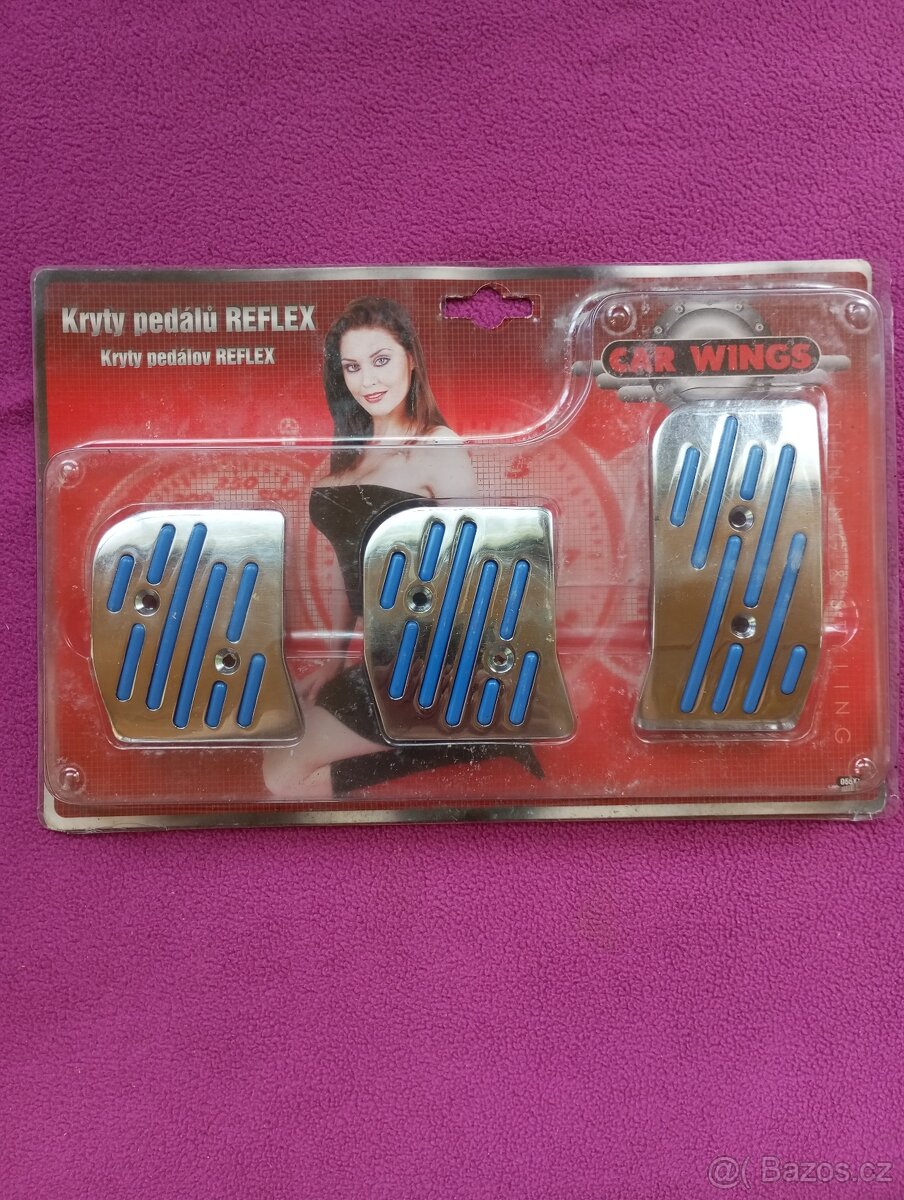 Kryty pedálů REFLEX
Kryty pedálov REFLEX
CAR WINGS
@ Bazos.cz